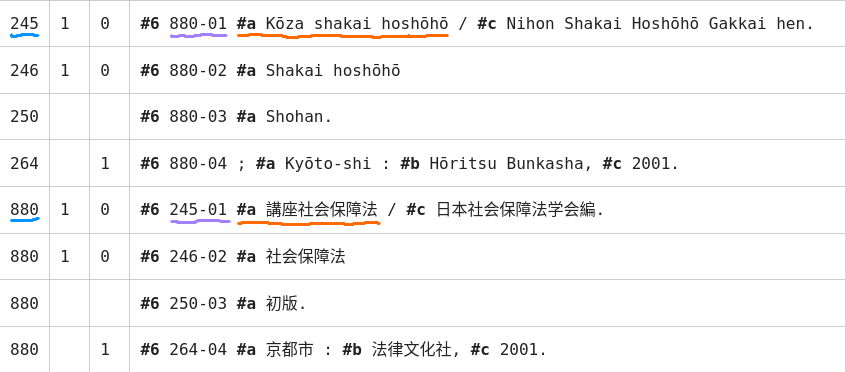 245 1 0 #6 880-01 #a Kōza shakai hoshōhō / #c Nihon Shakai Hoshōhō Gakkai hen.
246 1 0 #6 880-02 #a Shakai hoshōhō
250 #6 880-03 #a Shohan.
264 1 #6 880-04 ; #a Kyōto-shi : #b Hōritsu Bunkasha, #c 2001.
880 1 0 #6 245-01 #a 講座社会保障法 / #c 日本社会保障法学会編.
880 1 0 #6 246-02 #a 社会保障法
880 #6 250-03 #a 初版.
880 1 #6 264-04 #a 京都市 : #b 法律文化社, #c 2001.